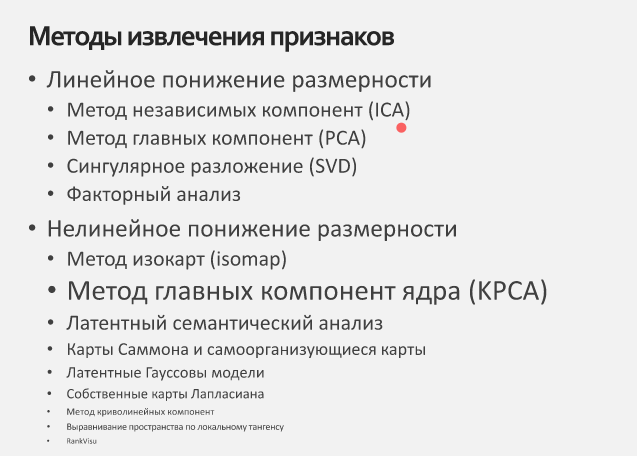 Методы извлечения признаков
• Линейное понижение размерности
• Метод независимых компонент (ICA)
• Метод главных компонент (PCA)
• Сингулярное разложение (SVD)
• Факторный анализ
• Нелинейное понижение размерности
• Метод изокарт (isomap)
• Метод главных компонент ядра (KPCA)
• Латентный семантический анализ
• Карты Саммона и самоорганизующиеся карты
• Латентные Гауссовы модели
• Собственные карты Лапласиана
• Метод криволинейных компонент
• Выравнивание пространства по локальному тангенсу
• RankVisu